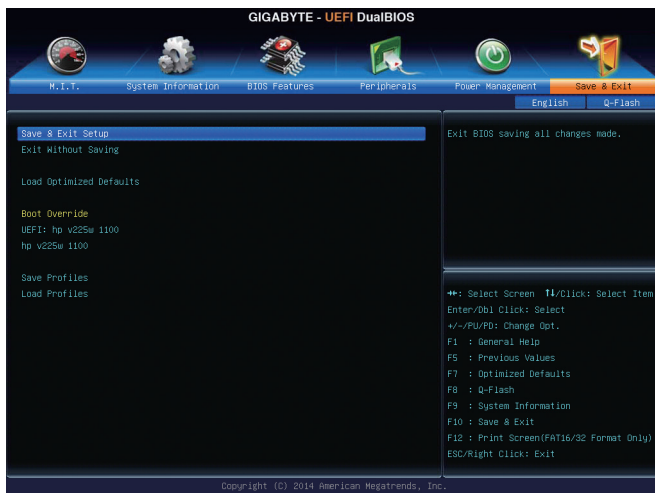 GIGABYTE - UEFI DualBIOS
M.I.T.
System Information
BIOS Features
Peripherals
Power Management
Save & Exit
English
Q-Flash
Save & Exit Setup
Exit Without Saving
Load Optimized Defaults
Boot Override
UEFI: hp v225w 1100
hp v225w 1100
Save Profiles
Load Profiles
Exit BIOS saving all changes made.
→←: Select Screen ↑↓/Click: Select Item
Enter/Dbl Click: Select
+/-/PU/PD: Change Opt.
F1 : General Help
F5 : Previous Values
F7 : Optimized Defaults
F8 : Q-Flash
F9 : System Information
F10 : Save & Exit
F12 : Print Screen(FAT16/32 Format Only)
ESC/Right Click: Exit
Copyright (C) 2014 American Megatrends, Inc.